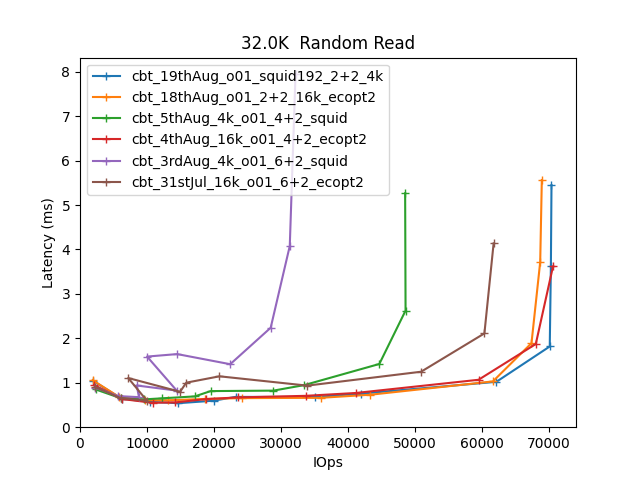 32.0K  Random Read
cbt_19thAug_o01_squid192_2+2_4k
cbt_18thAug_o01_2+2_16k_ecopt2
cbt_5thAug_4k_o01_4+2_squid
cbt_4thAug_16k_o01_4+2_ecopt2
cbt_3rdAug_4k_o01_6+2_squid
cbt_31stJul_16k_o01_6+2_ecopt2
Latency (ms)
8
7
6
5
4
3
2
1
0
0 10000 20000 30000 40000 50000 60000 70000
IOps